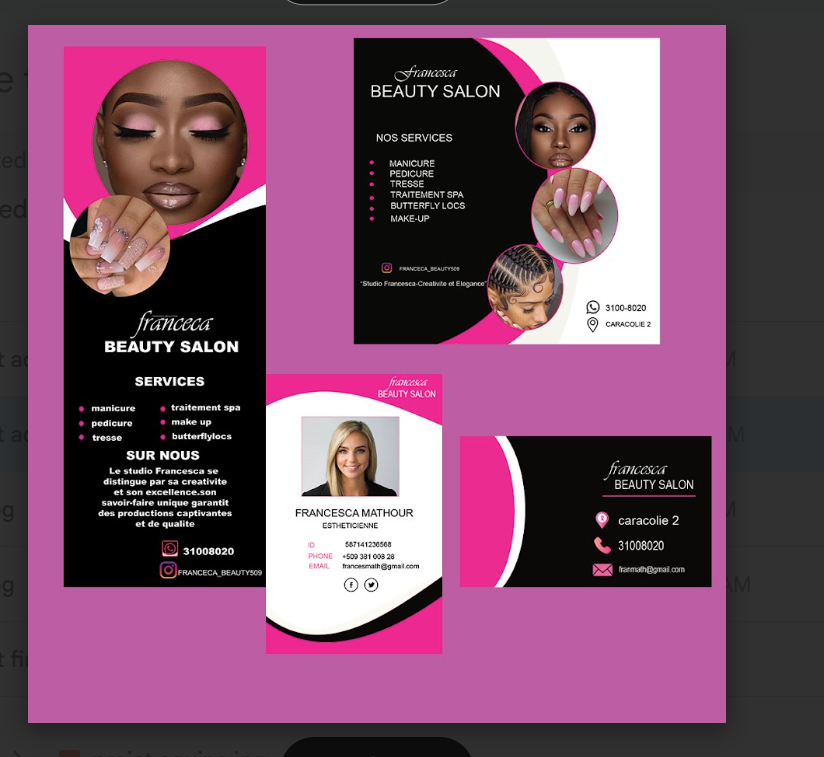 franceca
BEAUTY SALON
SERVICES
manicure
pedicure
tresse
traitement spa
make up
butterflylocs
SUR NOUS
Le studio Francesca se
distingue par sa creativite
et son excellence.son
savoir-faire unique garantit
des productions captivantes
et de qualite
31008020
FRANCECA_BEAUTY509
francesca
BEAUTY SALON
NOS SERVICES
MANICURE
PEDICURE
TRESSE
TRAITEMENT SPA
BUTTERFLY LOCS
MAKE-UP
FRANCECA_BEAUTY509
"Studio Francesca-Creativite et Elegance"
3100-8020
CARACOLIE 2
francesca
BEAUTY SALON
FRANCESCA MATHOUR
ESTHETICIENNE
ID 587141236568
PHONE +509 381 008 28
EMAIL francesmath@gmail.com
francesca
BEAUTY SALON
caracolie 2
31008020
franmath@gmail.com